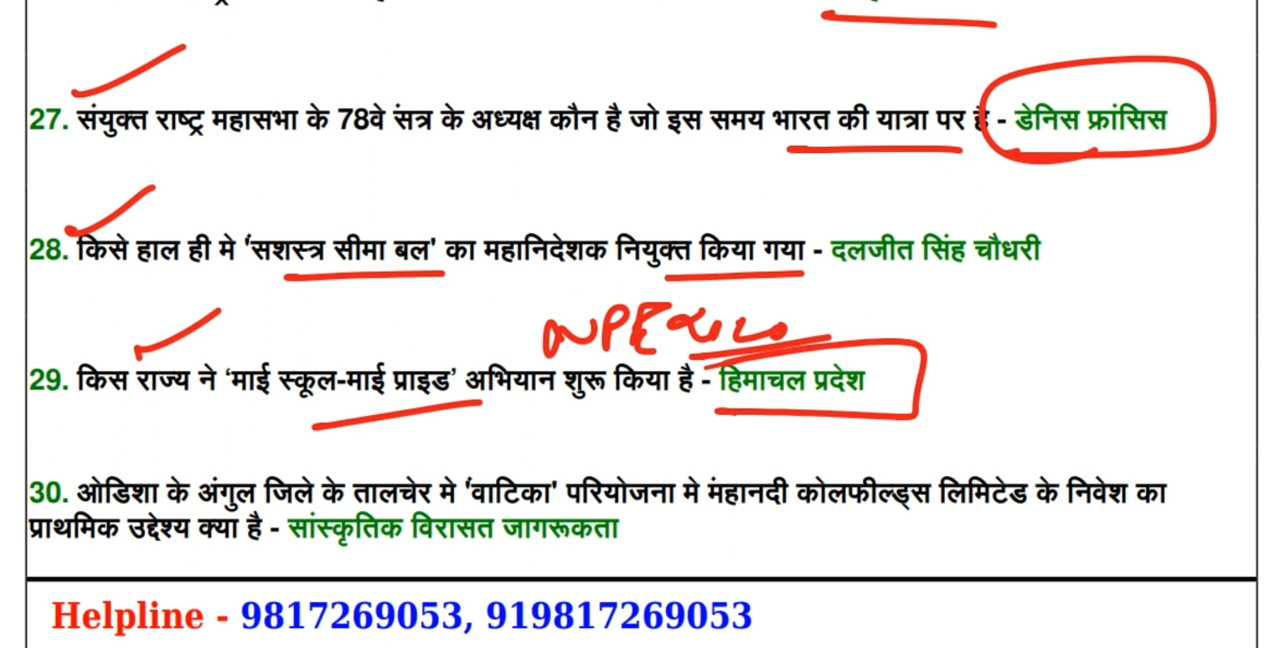 27. संयुक्त राष्ट्र महासभा के 78वे संत्र के अध्यक्ष कौन है जो इस समय भारत की यात्रा पर है - डेनिस फ्रांसिस
28. किसे हाल ही मे 'सशस्त्र सीमा बल' का महानिदेशक नियुक्त किया गया - दलजीत सिंह चौधरी
29. किस राज्य ने ‘माई स्कूल-माई प्राइड’ अभियान शुरू किया है - हिमाचल प्रदेश
30. ओडिशा के अंगुल जिले के तालचेर मे 'वाटिका' परियोजना मे मंहानदी कोलफील्ड्स लिमिटेड के निवेश का
प्राथमिक उद्देश्य क्या है - सांस्कृतिक विरासत जागरूकता
Helpline - 9817269053, 919817269053